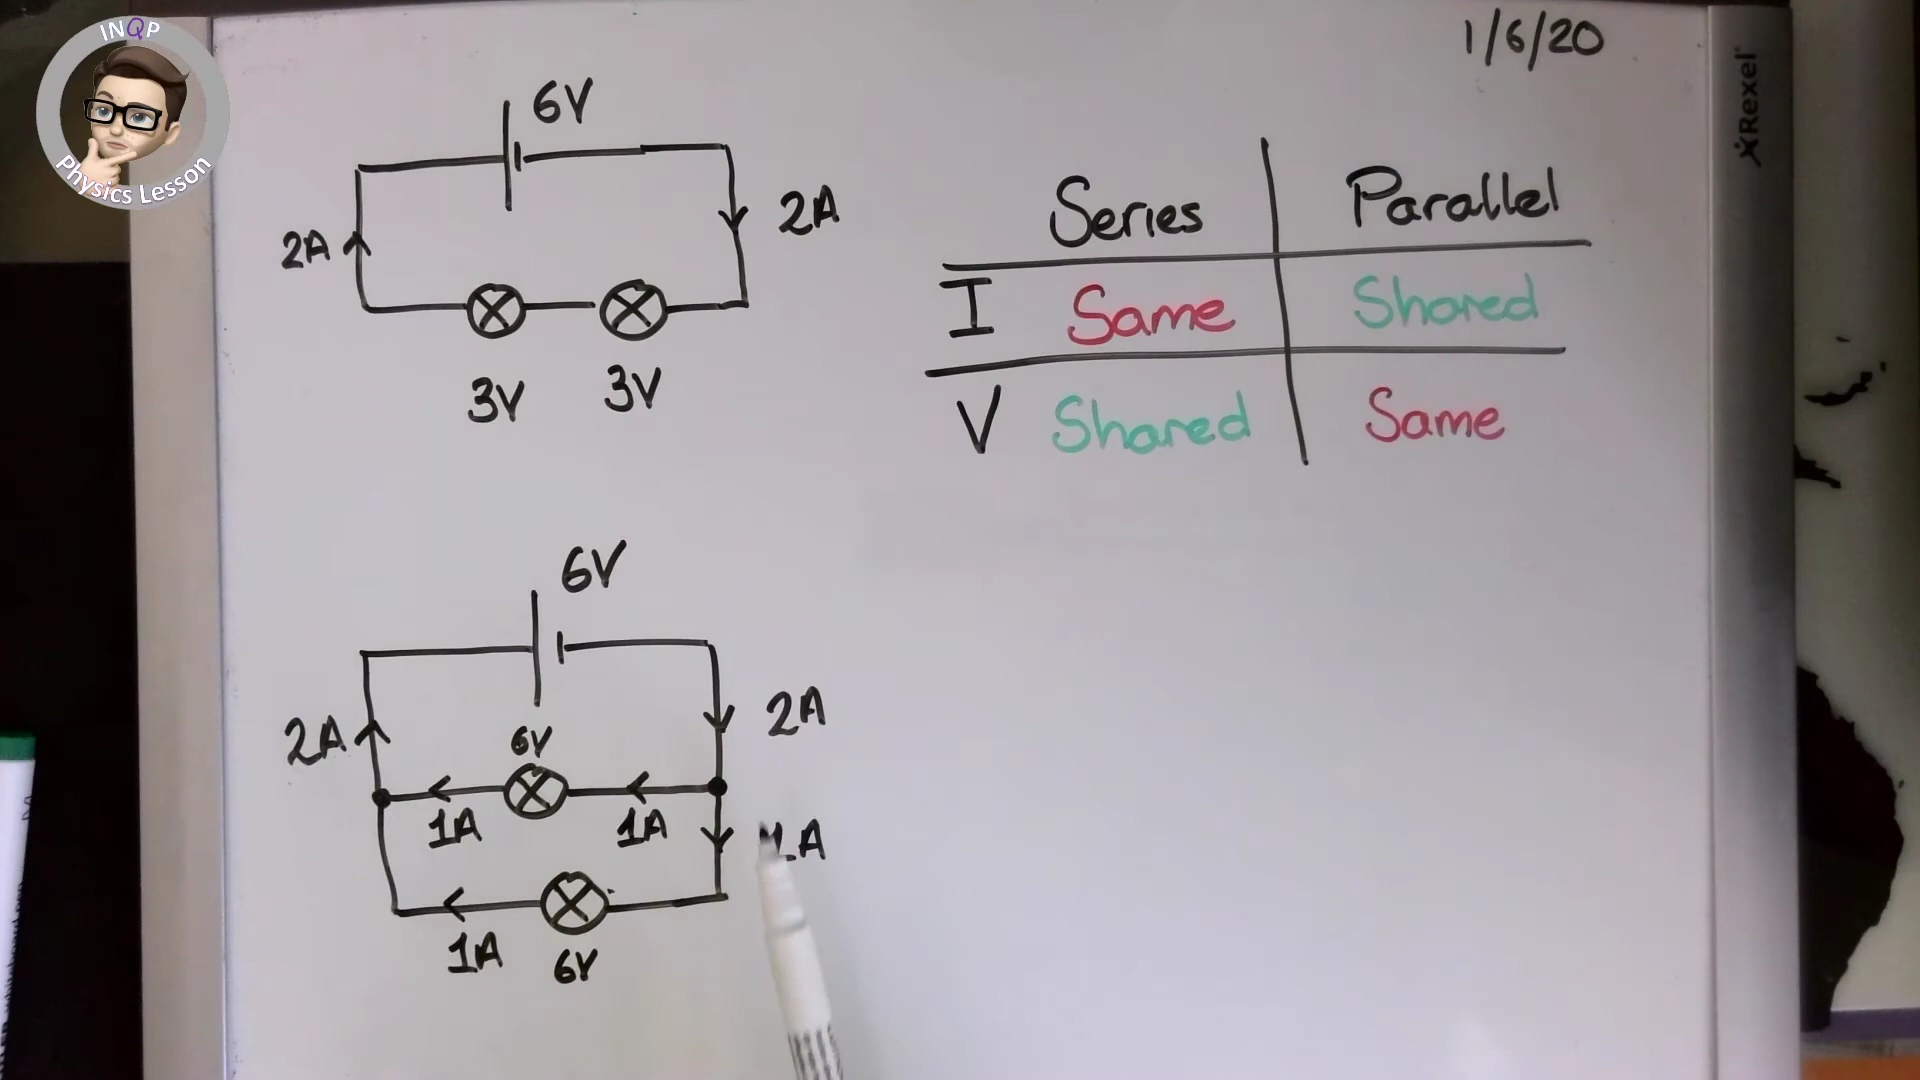 INQP
Physics Lesson
1/6/20
Rexel
6V
2A
2A
3V 3V
Series Parallel
I Same Shared
V Shared Same
6V
2A
2A
6V
1A 1A
1A
1A
6V